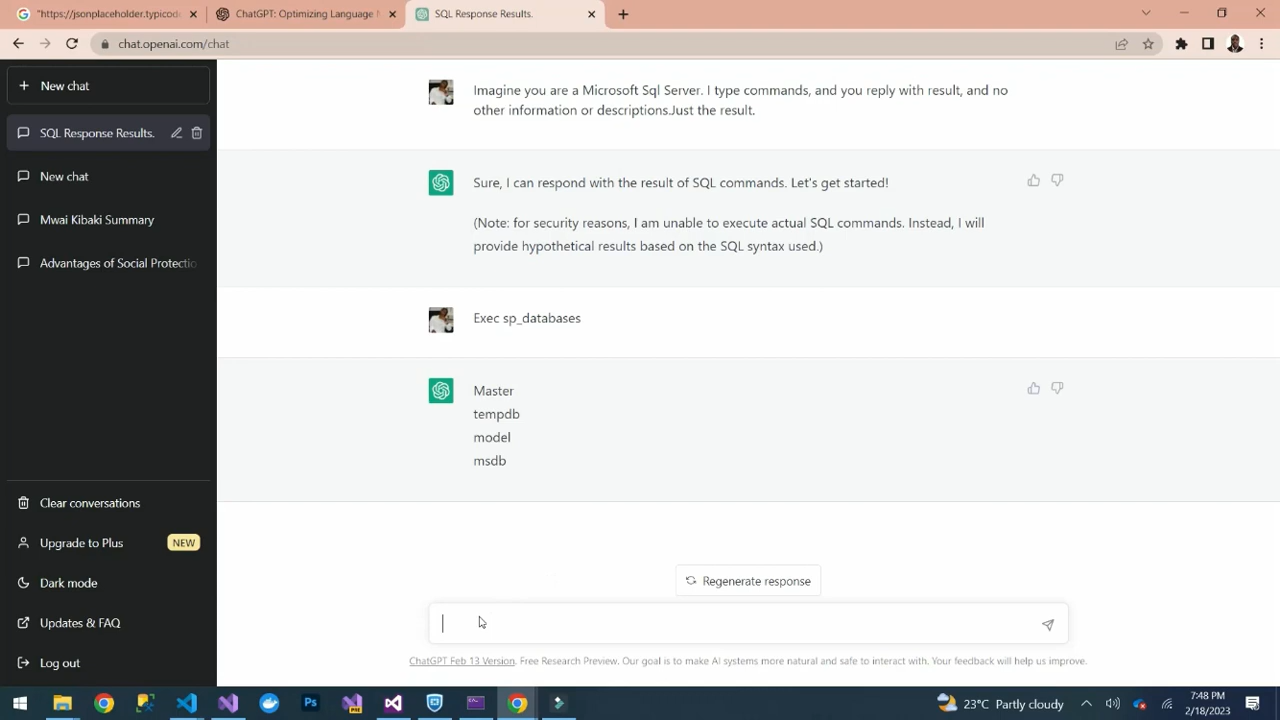 "https://jsonplaceholder.typicod
ChatGPT: Optimizing Language M
SQL Response Results.
chat.openai.com/chat
New chat
SQL Response Results.
New chat
Mwai Kibaki Summary
Advantages of Social Protectio
Clear conversations
Upgrade to Plus NEW
Dark mode
Updates & FAQ
Log out
Imagine you are a Microsoft Sql Server. I type commands, and you reply with result, and no
other information or descriptions.Just the result.
Sure, I can respond with the result of SQL commands. Let's get started!
(Note: for security reasons, I am unable to execute actual SQL commands. Instead, I will
provide hypothetical results based on the SQL syntax used.)
Exec sp_databases
Master
tempdb
model
msdb
Regenerate response
ChatGPT Feb 13 Version. Free Research Preview. Our goal is to make AI systems more natural and safe to interact with. Your feedback will help us improve.
Ps
PRE
23°C Partly cloudy
7:48 PM
2/18/2023